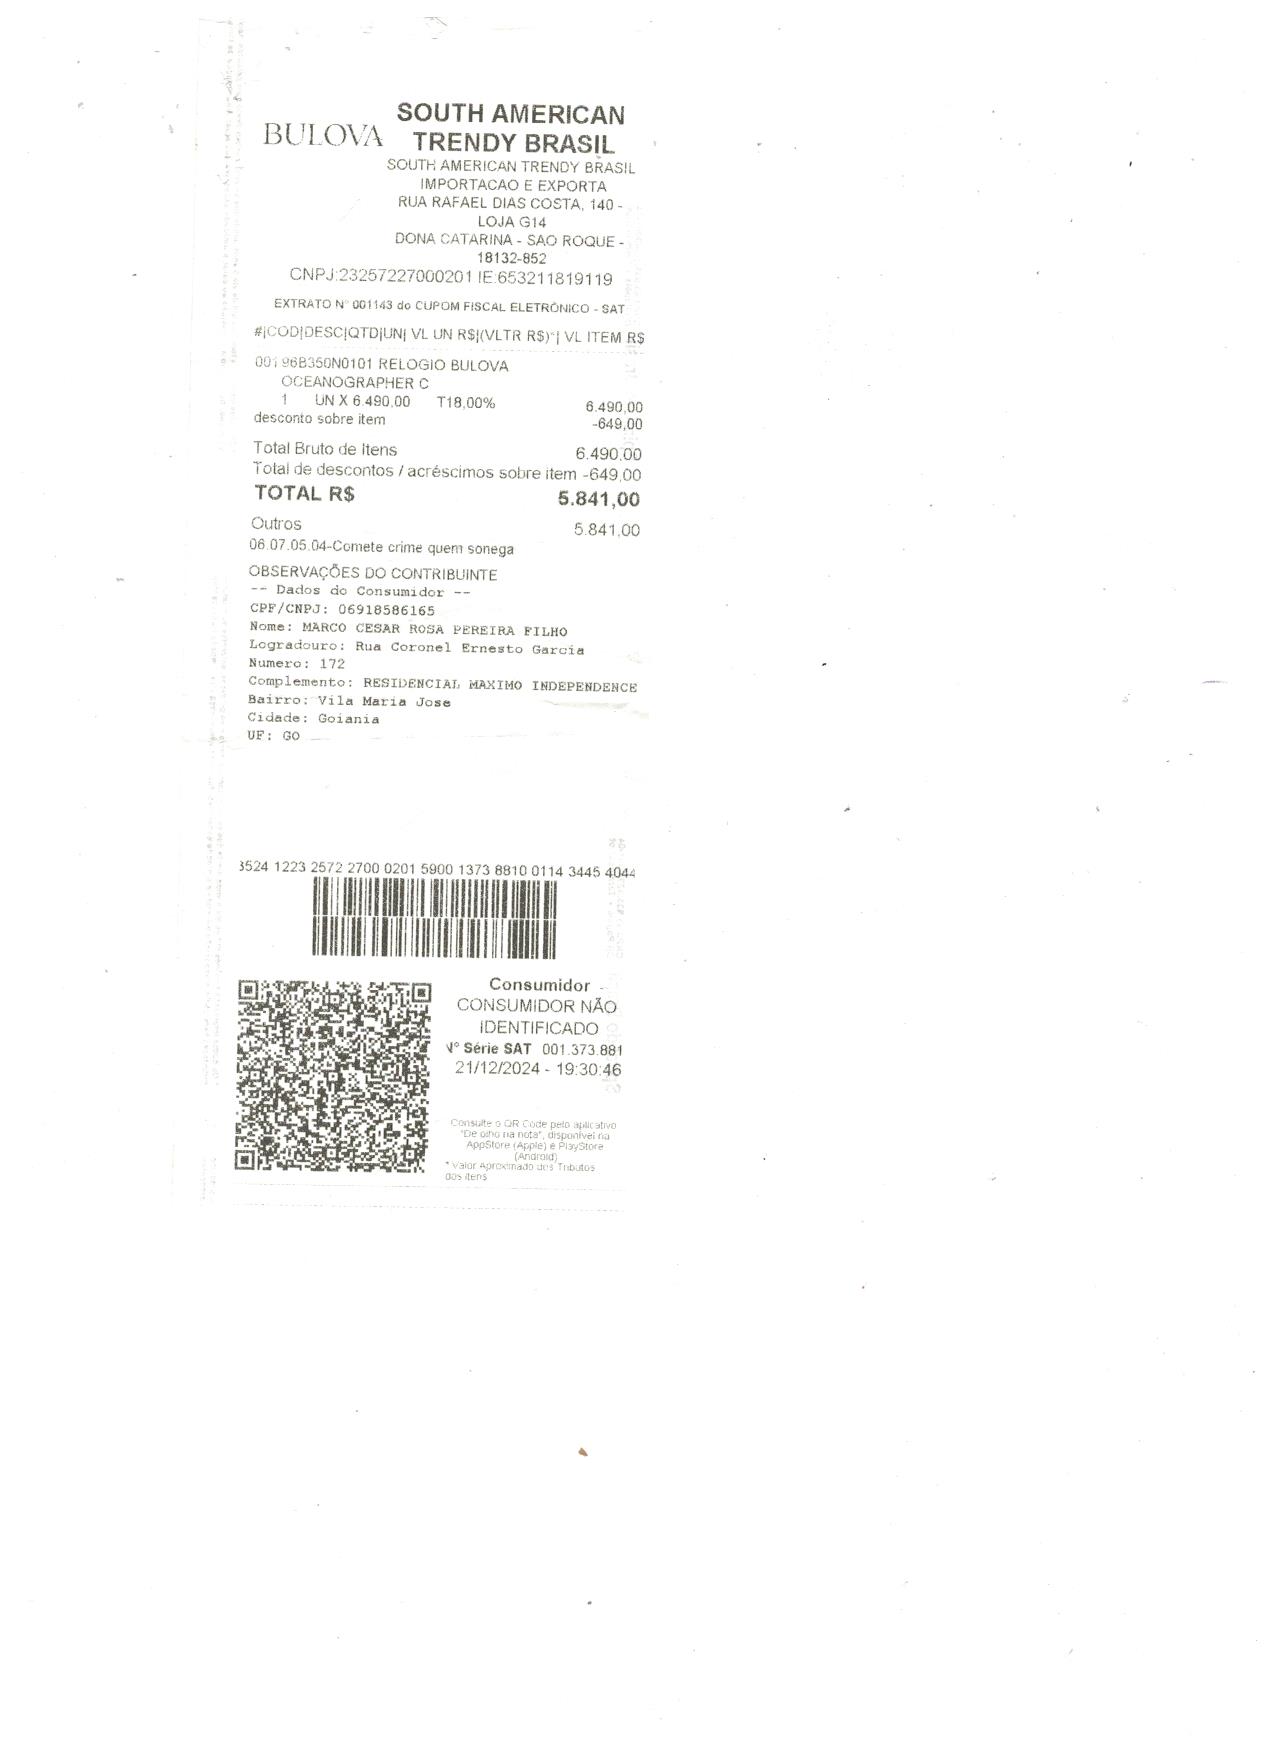 BULOVA
SOUTH AMERICAN
TRENDY BRASIL
SOUTH AMERICAN TRENDY BRASIL
IMPORTACAO E EXPORTA
RUA RAFAEL DIAS COSTA, 140 -
LOJA G14
DONA CATARINA - SAO ROQUE -
18132-852
CNPJ:23257227000201 IE:653211819119
EXTRATO N° 001143 do CUPOM FISCAL ELETRÔNICO - SAT
#|COD|DESC|QTD|UN| VL UN R$|(VLTR R$)*| VL ITEM R$
001 96B350N0101 RELOGIO BULOVA
OCEANOGRAPHER C
1 UN X 6.490,00 T18,00% 6.490,00
desconto sobre item -649,00
Total Bruto de Itens 6.490,00
Total de descontos / acréscimos sobre item -649,00
TOTAL R$ 5.841,00
Outros 5.841,00
06.07.05.04-Comete crime quem sonega
OBSERVAÇÕES DO CONTRIBUINTE
-- Dados do Consumidor --
CPF/CNPJ: 06918586165
Nome: MARCO CESAR ROSA PEREIRA FILHO
Logradouro: Rua Coronel Ernesto Garcia
Numero: 172
Complemento: RESIDENCIAL MAXIMO INDEPENDENCE
Bairro: Vila Maria Jose
Cidade: Goiania
UF: GO
3524 1223 2572 2700 0201 5900 1373 8810 0114 3445 4044
Consumidor -
CONSUMIDOR NÃO
IDENTIFICADO
N° Série SAT 001.373.881
21/12/2024 - 19:30:46
Consulte o QR Code pelo aplicativo
"De olho na nota", disponível na
AppStore (Apple) e PlayStore
(Android)
* Valor Aproximado dos Tributos
dos itens